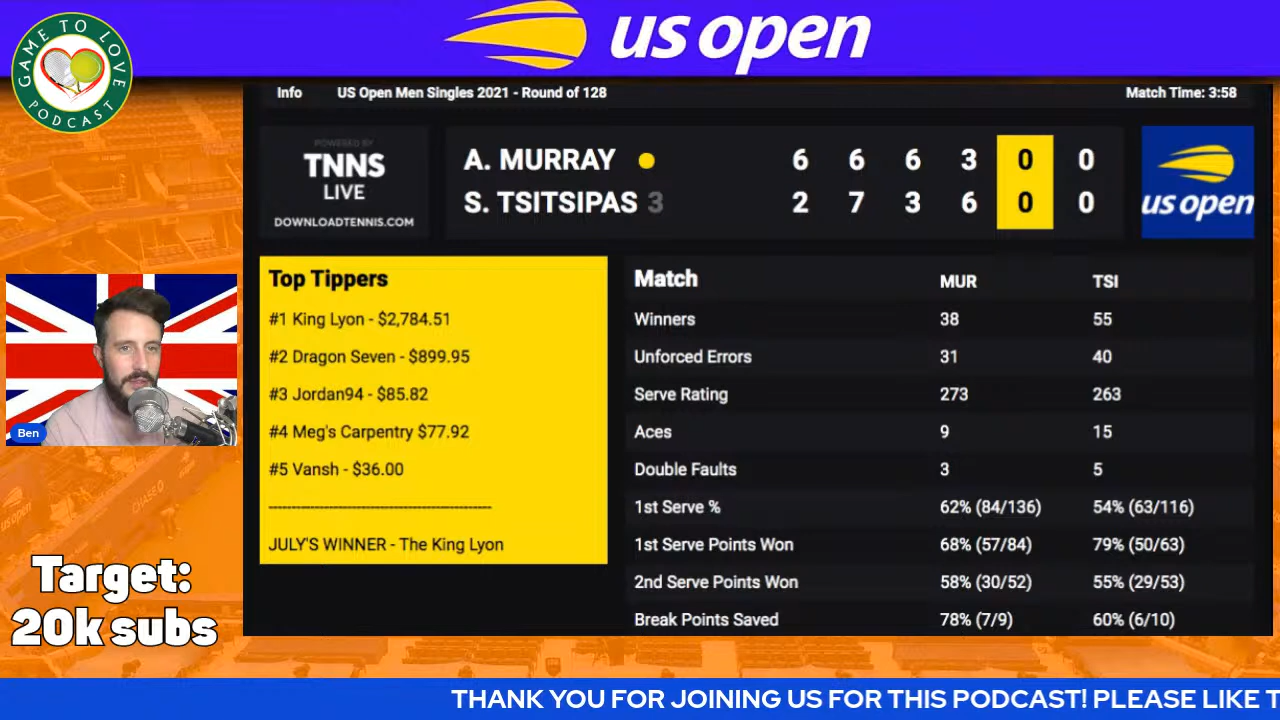 GAME TO LOVE
PODCAST
us open
Info US Open Men Singles 2021 - Round of 128 Match Time: 3:58
POWERED BY
TNNS
LIVE
DOWNLOADTENNIS.COM
A. MURRAY 6 6 6 3 0 0
S. TSITSIPAS 3 2 7 3 6 0 0
us open
Top Tippers
#1 King Lyon - $2,784.51
#2 Dragon Seven - $899.95
#3 Jordan94 - $85.82
#4 Meg's Carpentry $77.92
#5 Vansh - $36.00
--------------------------------------------
JULY'S WINNER - The King Lyon
Match MUR TSI
Winners 38 55
Unforced Errors 31 40
Serve Rating 273 263
Aces 9 15
Double Faults 3 5
1st Serve % 62% (84/136) 54% (63/116)
1st Serve Points Won 68% (57/84) 79% (50/63)
2nd Serve Points Won 58% (30/52) 55% (29/53)
Break Points Saved 78% (7/9) 60% (6/10)
Ben
CHASE
us open
Target:
20k subs
THANK YOU FOR JOINING US FOR THIS PODCAST! PLEASE LIKE T